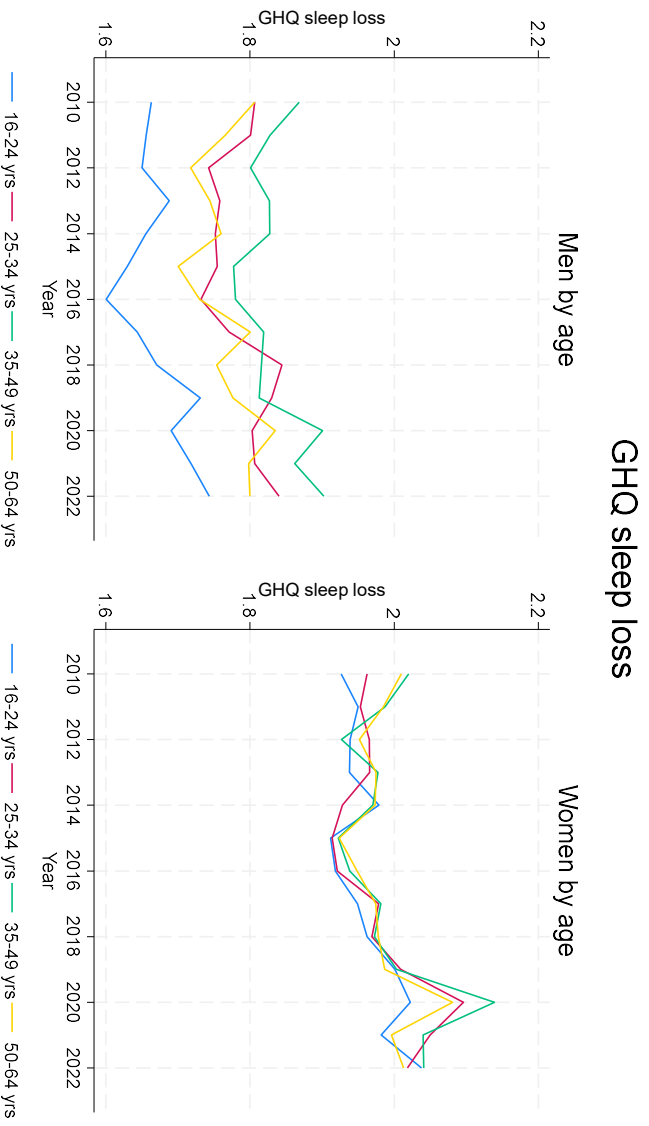 GHQ sleep loss
Men by age
GHQ sleep loss
1.6
1.8
2
2.2
2010
2012
2014
2016
2018
2020
2022
Year
16-24 yrs
25-34 yrs
35-49 yrs
50-64 yrs
Women by age
GHQ sleep loss
1.6
1.8
2
2.2
2010
2012
2014
2016
2018
2020
2022
Year
16-24 yrs
25-34 yrs
35-49 yrs
50-64 yrs